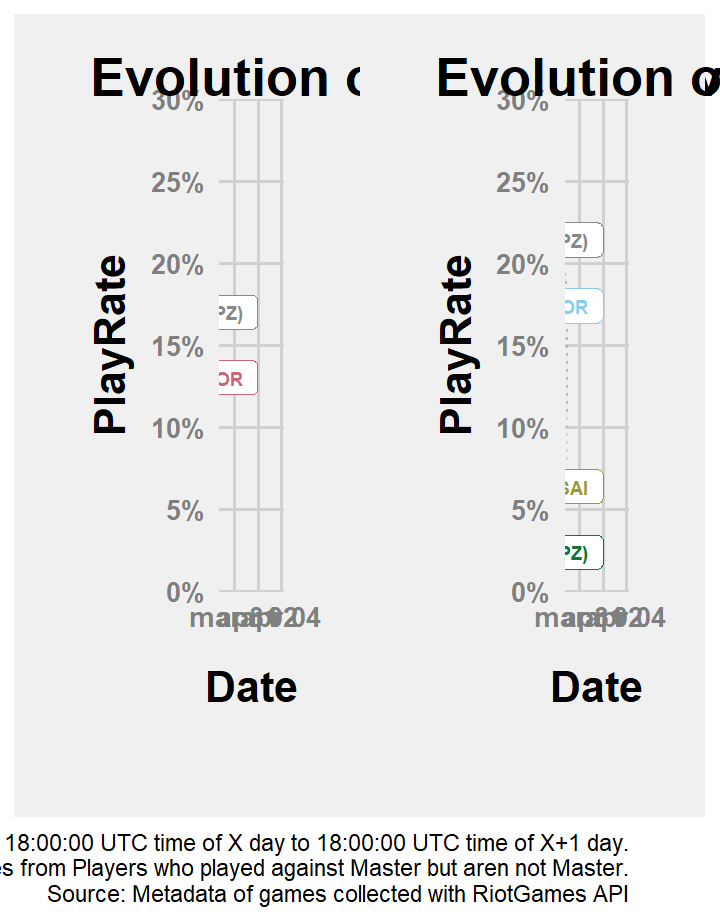 Evolution
Evolution
30%
25%
20%
15%
10%
5%
0%
PZ)
OR
PlayRate
Date
30%
25%
20%
15%
10%
5%
0%
PZ)
OR
SAI
PZ)
PlayRate
04
Date
18:00:00 UTC time of X day to 18:00:00 UTC time of X+1 day.
es from Players who played against Master but aren not Master.
Source: Metadata of games collected with RiotGames API